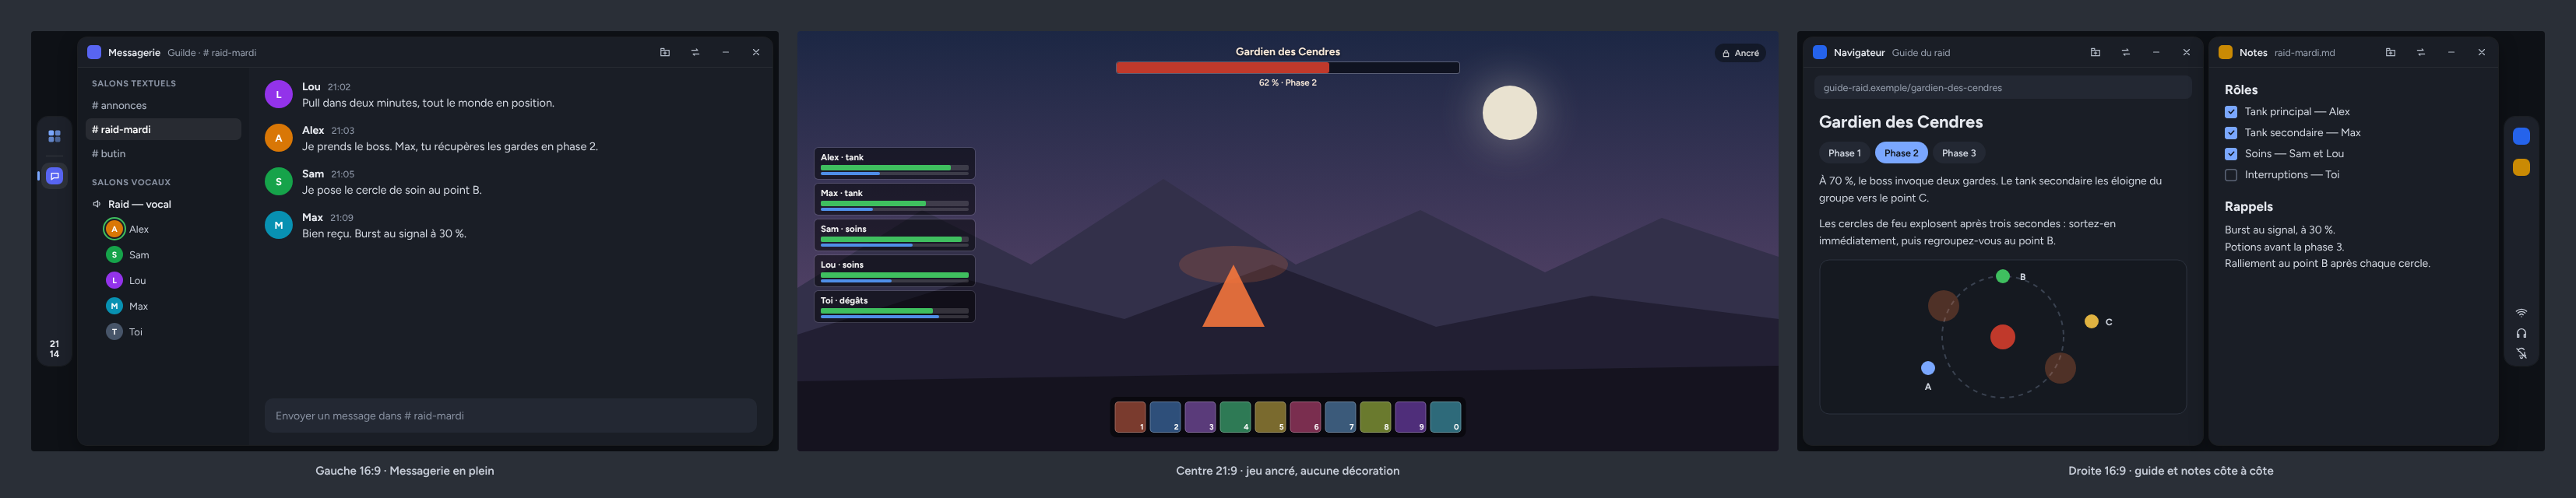 Messagerie Guilde · # raid-mardi
SALONS TEXTUELS
# annonces
# raid-mardi
# butin
SALONS VOCAUX
Raid — vocal
A Alex
S Sam
L Lou
M Max
T Toi
21
14
L
Lou 21:02
Pull dans deux minutes, tout le monde en position.
A
Alex 21:03
Je prends le boss. Max, tu récupères les gardes en phase 2.
S
Sam 21:05
Je pose le cercle de soin au point B.
M
Max 21:09
Bien reçu. Burst au signal à 30 %.
Envoyer un message dans # raid-mardi
Gauche 16:9 · Messagerie en plein
Gardien des Cendres
62 % · Phase 2
Ancré
Alex · tank
Max · tank
Sam · soins
Lou · soins
Toi · dégâts
1 2 3 4 5 6 7 8 9 0
Centre 21:9 · jeu ancré, aucune décoration
Navigateur Guide du raid
guide-raid.exemple/gardien-des-cendres
Gardien des Cendres
Phase 1 Phase 2 Phase 3
À 70 %, le boss invoque deux gardes. Le tank secondaire les éloigne du
groupe vers le point C.
Les cercles de feu explosent après trois secondes : sortez-en
immédiatement, puis regroupez-vous au point B.
B
C
A
Notes raid-mardi.md
Rôles
Tank principal — Alex
Tank secondaire — Max
Soins — Sam et Lou
Interruptions — Toi
Rappels
Burst au signal, à 30 %.
Potions avant la phase 3.
Ralliement au point B après chaque cercle.
Droite 16:9 · guide et notes côte à côte